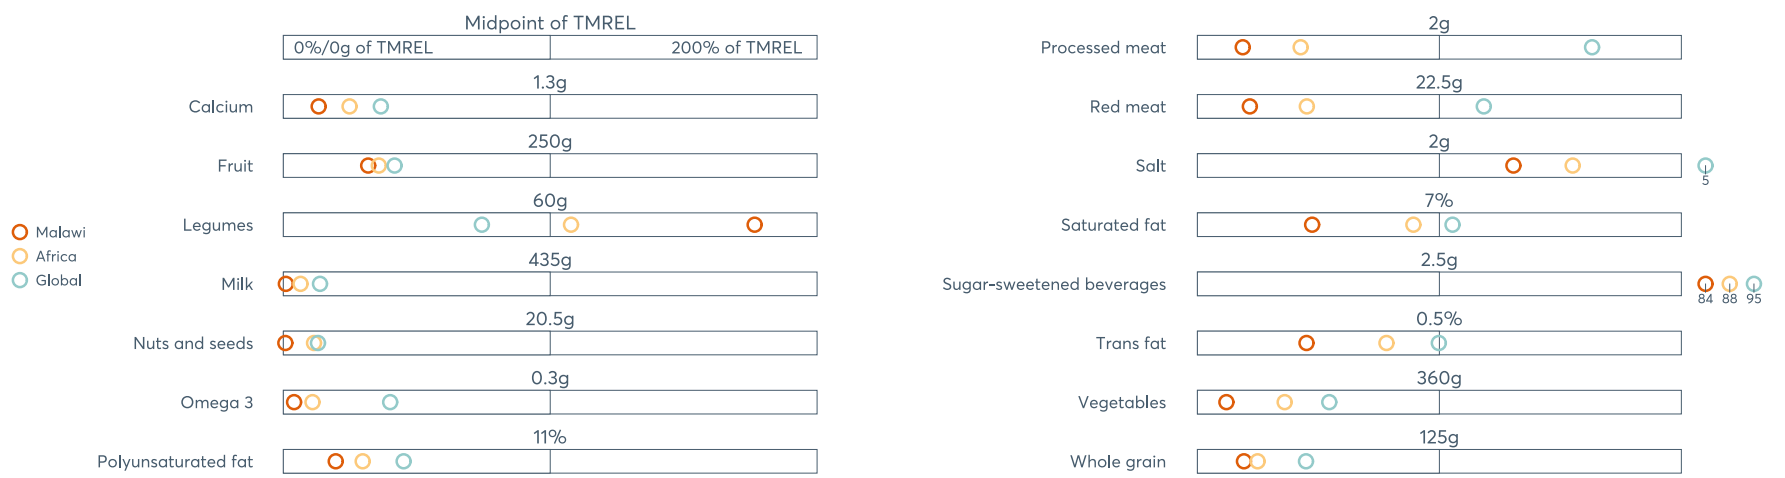 Midpoint of TMREL
0%/0g of TMREL 200% of TMREL
1.3g
Calcium
250g
Fruit
60g
Legumes
435g
Milk
20.5g
Nuts and seeds
0.3g
Omega 3
11%
Polyunsaturated fat
Malawi
Africa
Global
2g
Processed meat
22.5g
Red meat
2g
Salt
5
7%
Saturated fat
2.5g
Sugar-sweetened beverages
84 88 95
0.5%
Trans fat
360g
Vegetables
125g
Whole grain